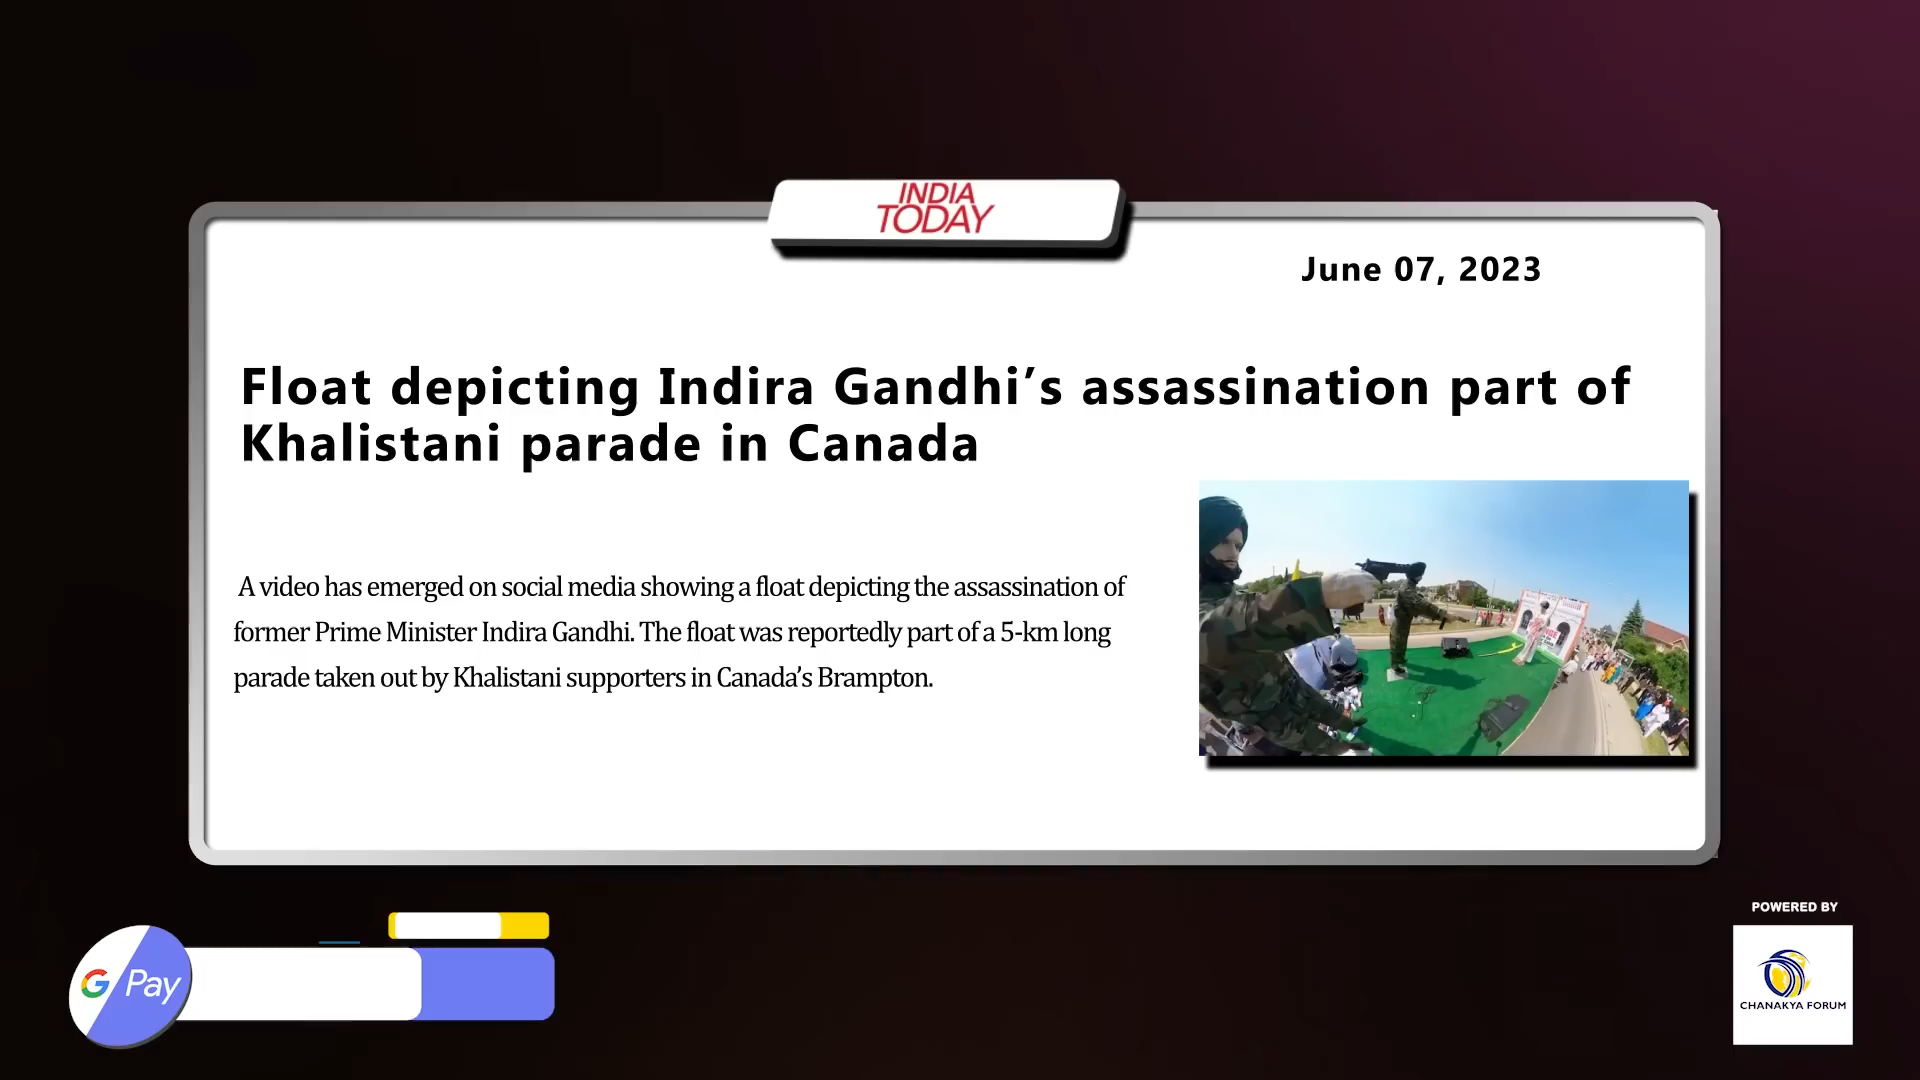 INDIA
TODAY
June 07, 2023
Float depicting Indira Gandhi’s assassination part of
Khalistani parade in Canada
A video has emerged on social media showing a float depicting the assassination of
former Prime Minister Indira Gandhi. The float was reportedly part of a 5-km long
parade taken out by Khalistani supporters in Canada’s Brampton.
G Pay
POWERED BY
CHANAKYA FORUM